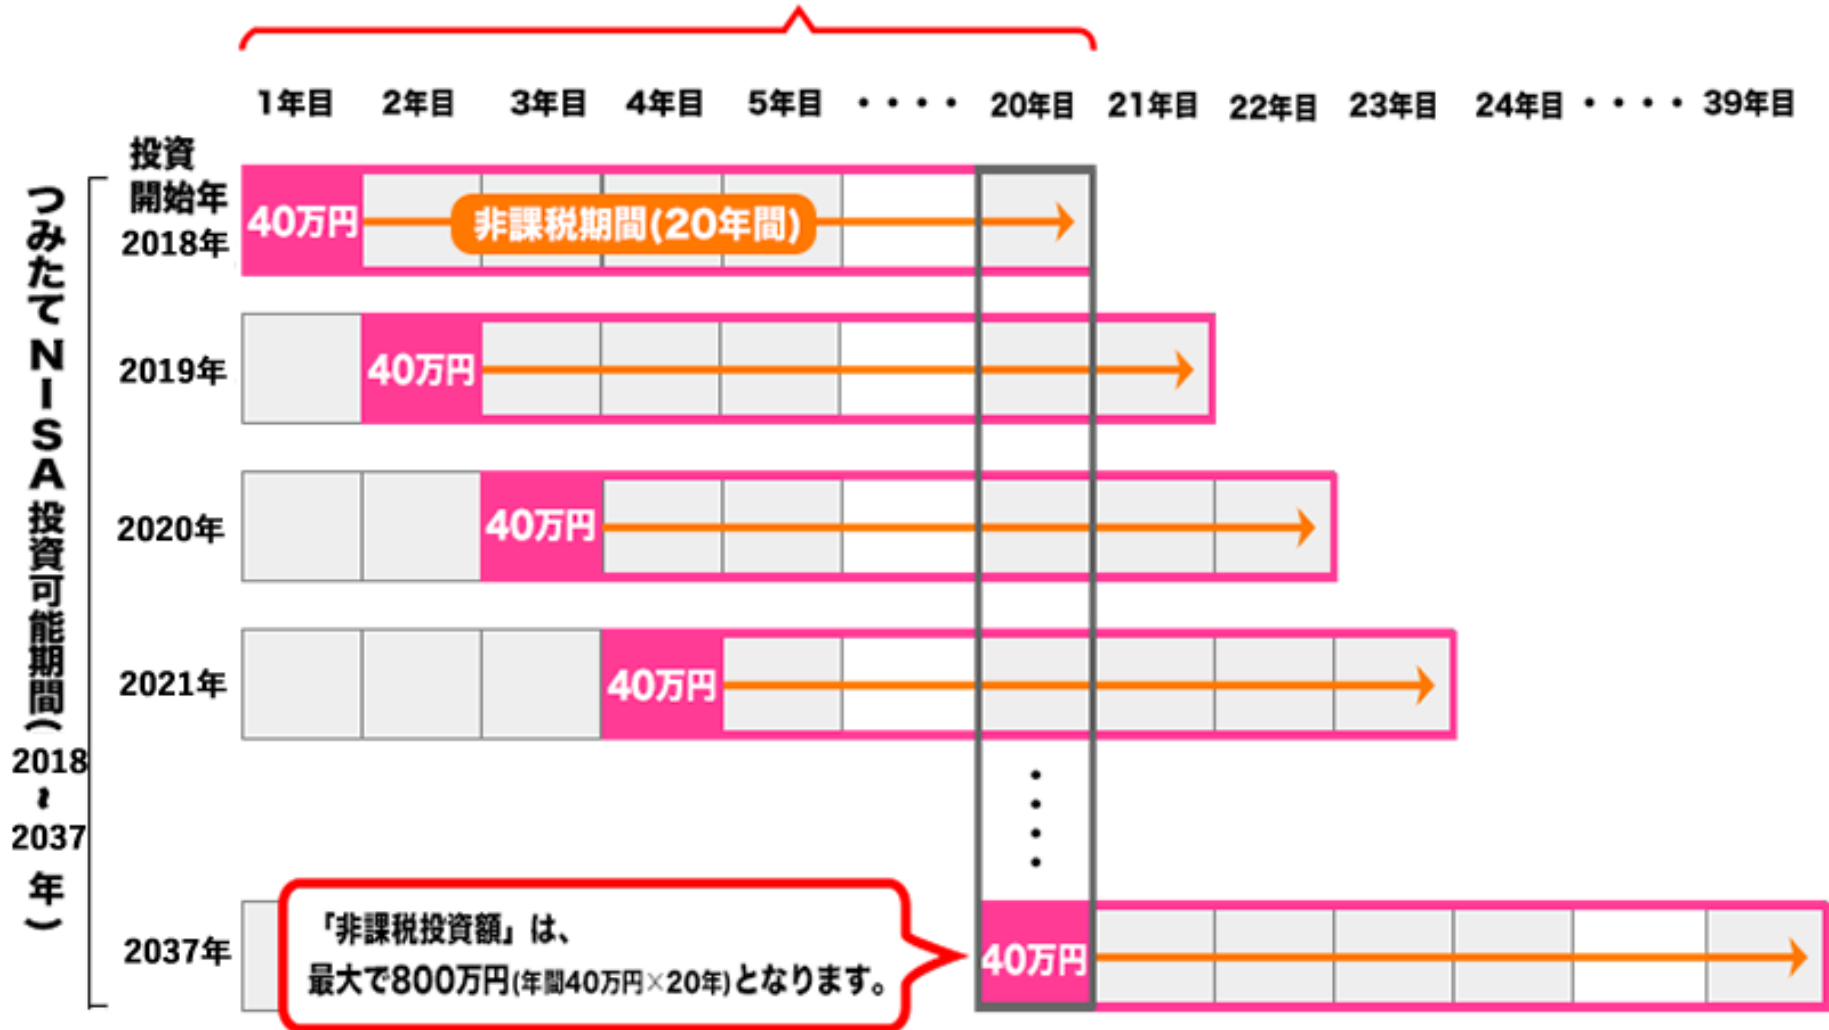 1年目 2年目 3年目 4年目 5年目 ・・・・ 20年目 21年目 22年目 23年目 24年目 ・・・・ 39年目
つみたてNISA投資可能期間(2018～2037年)
投資
開始年
2018年
40万円
非課税期間(20年間)
2019年
40万円
2020年
40万円
2021年
40万円
・・・・
2037年
「非課税投資額」は、
最大で800万円(年間40万円×20年)となります。
40万円